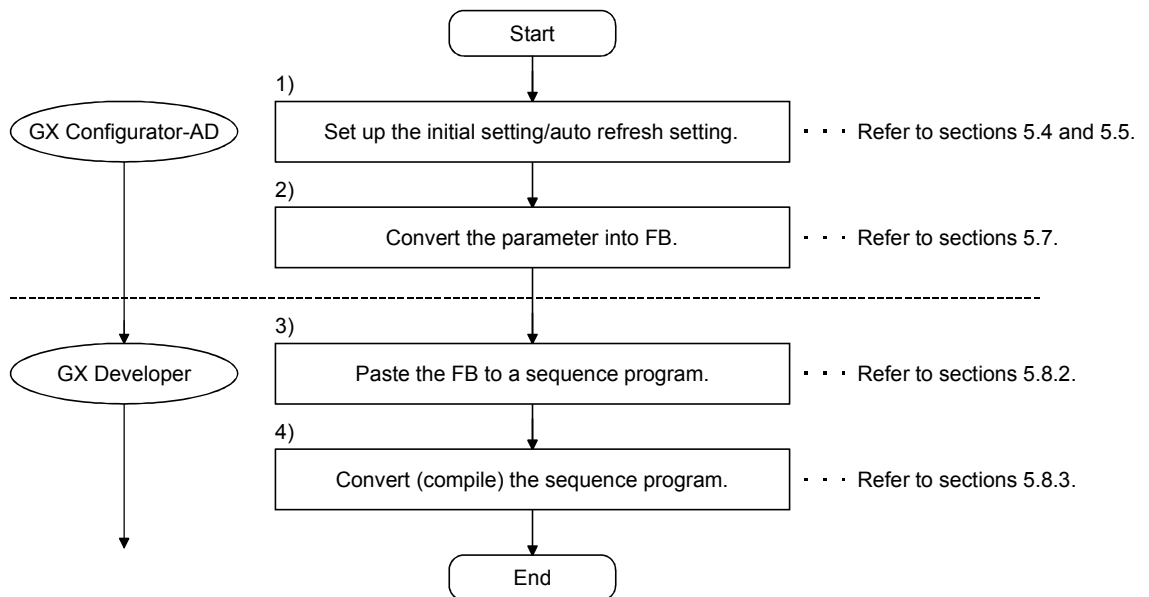 Start
1)
GX Configurator-AD
Set up the initial setting/auto refresh setting.
· · · Refer to sections 5.4 and 5.5.
2)
Convert the parameter into FB.
· · · Refer to sections 5.7.
3)
GX Developer
Paste the FB to a sequence program.
· · · Refer to sections 5.8.2.
4)
Convert (compile) the sequence program.
· · · Refer to sections 5.8.3.
End